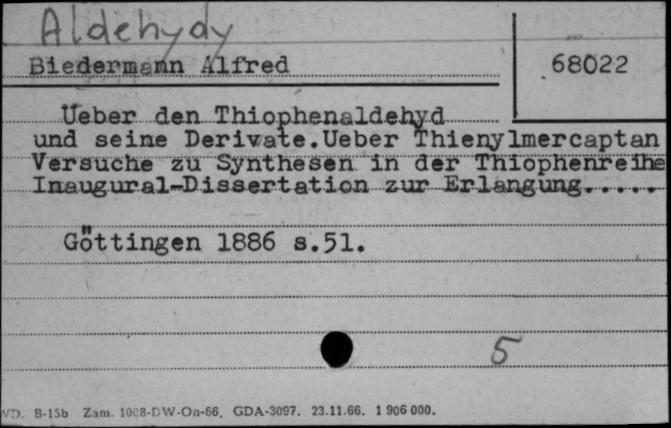 Aldehydy
Biedermann Alfred
68022
Ueber den Thiophenaldehyd
und seine Derivate.Ueber Thienylmercaptan
Versuche zu Synthesen in der Thiophenreihe
Inaugural-Dissertation zur Erlangung.....
Göttingen 1886 s.51.
5
WD. B-15b Zam. 1008-DW-On-66. GDA-3097. 23.11.66. 1 906 000.